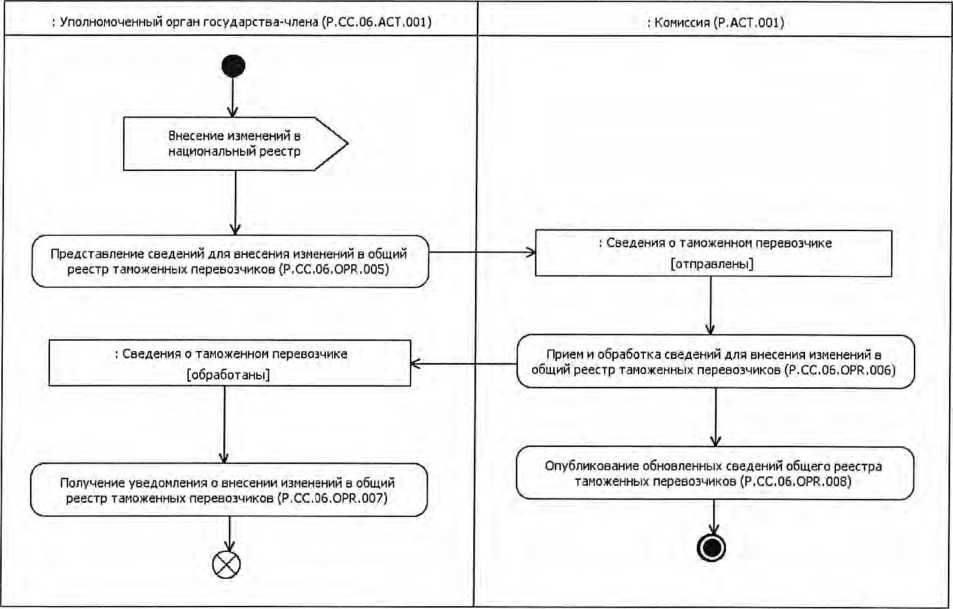 : Уполномоченный орган государства-члена (P.CC.06.ACT.001)
: Комиссия (P.ACT.001)
Внесение изменений в
национальный реестр
Представление сведений для внесения изменений в общий
реестр таможенных перевозчиков (P.CC.06.OPR.005)
: Сведения о таможенном перевозчике
[отправлены]
: Сведения о таможенном перевозчике
[обработаны]
Прием и обработка сведений для внесения изменений в
общий реестр таможенных перевозчиков (P.CC.06.OPR.006)
Получение уведомления о внесении изменений в общий
реестр таможенных перевозчиков (P.CC.06.OPR.007)
Опубликование обновленных сведений общего реестра
таможенных перевозчиков (P.CC.06.OPR.008)